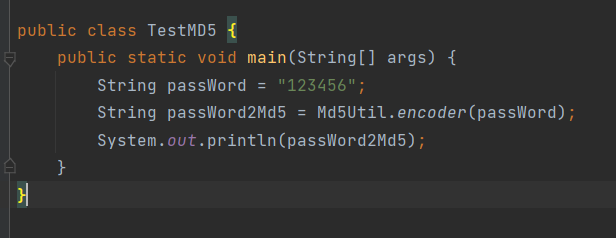 public class TestMD5 {
public static void main(String[] args) {
String passWord = "123456";
String passWord2Md5 = Md5Util.encoder(passWord);
System.out.println(passWord2Md5);
}
}